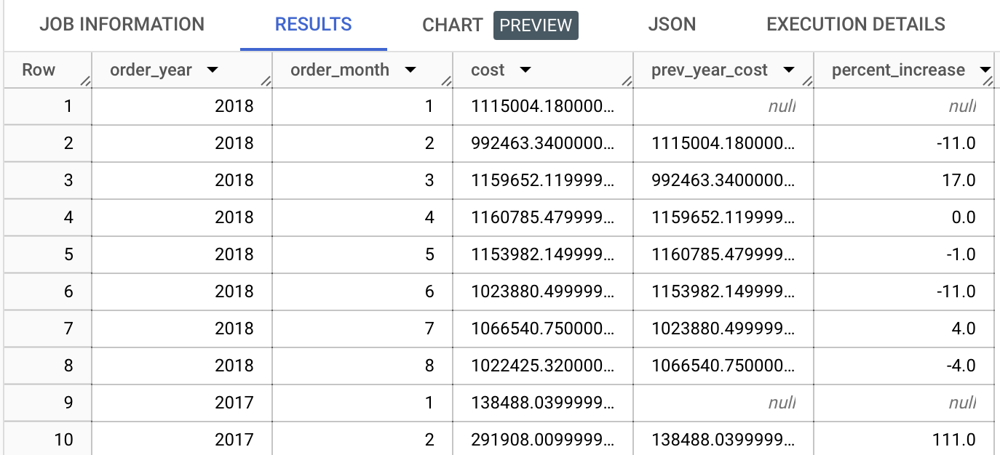 JOB INFORMATION RESULTS CHART PREVIEW JSON EXECUTION DETAILS
Row order_year order_month cost prev_year_cost percent_increase
1 2018 1 1115004.180000... null null
2 2018 2 992463.3400000... 1115004.180000... -11.0
3 2018 3 1159652.119999... 992463.3400000... 17.0
4 2018 4 1160785.479999... 1159652.119999... 0.0
5 2018 5 1153982.149999... 1160785.479999... -1.0
6 2018 6 1023880.499999... 1153982.149999... -11.0
7 2018 7 1066540.750000... 1023880.499999... 4.0
8 2018 8 1022425.320000... 1066540.750000... -4.0
9 2017 1 138488.0399999... null null
10 2017 2 291908.0099999... 138488.0399999... 111.0